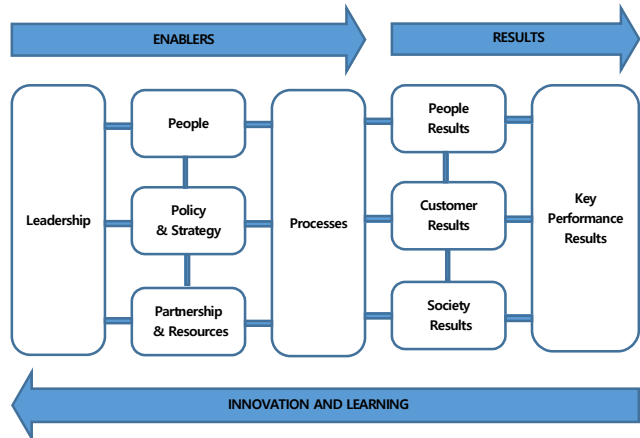 ENABLERS
RESULTS
Leadership
People
Policy
& Strategy
Partnership
& Resources
Processes
People
Results
Customer
Results
Society
Results
Key
Performance
Results
INNOVATION AND LEARNING